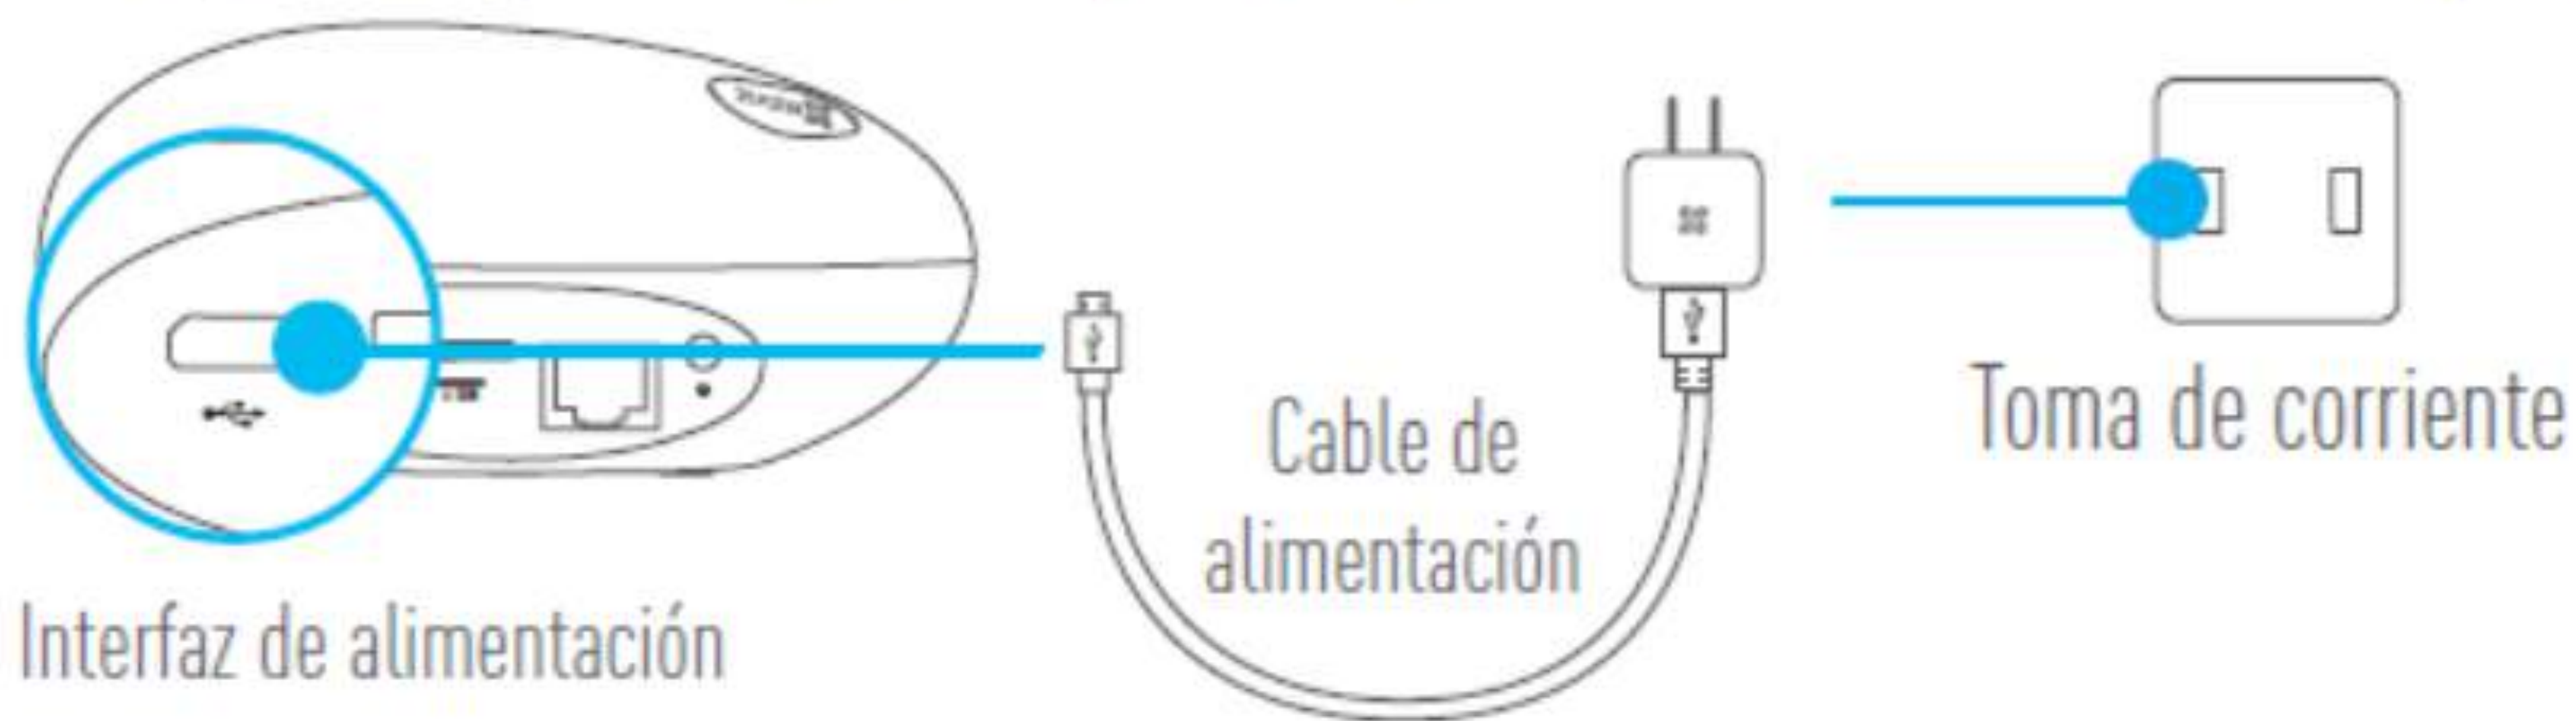 Toma de corriente
Cable de
alimentación
Interfaz de alimentación